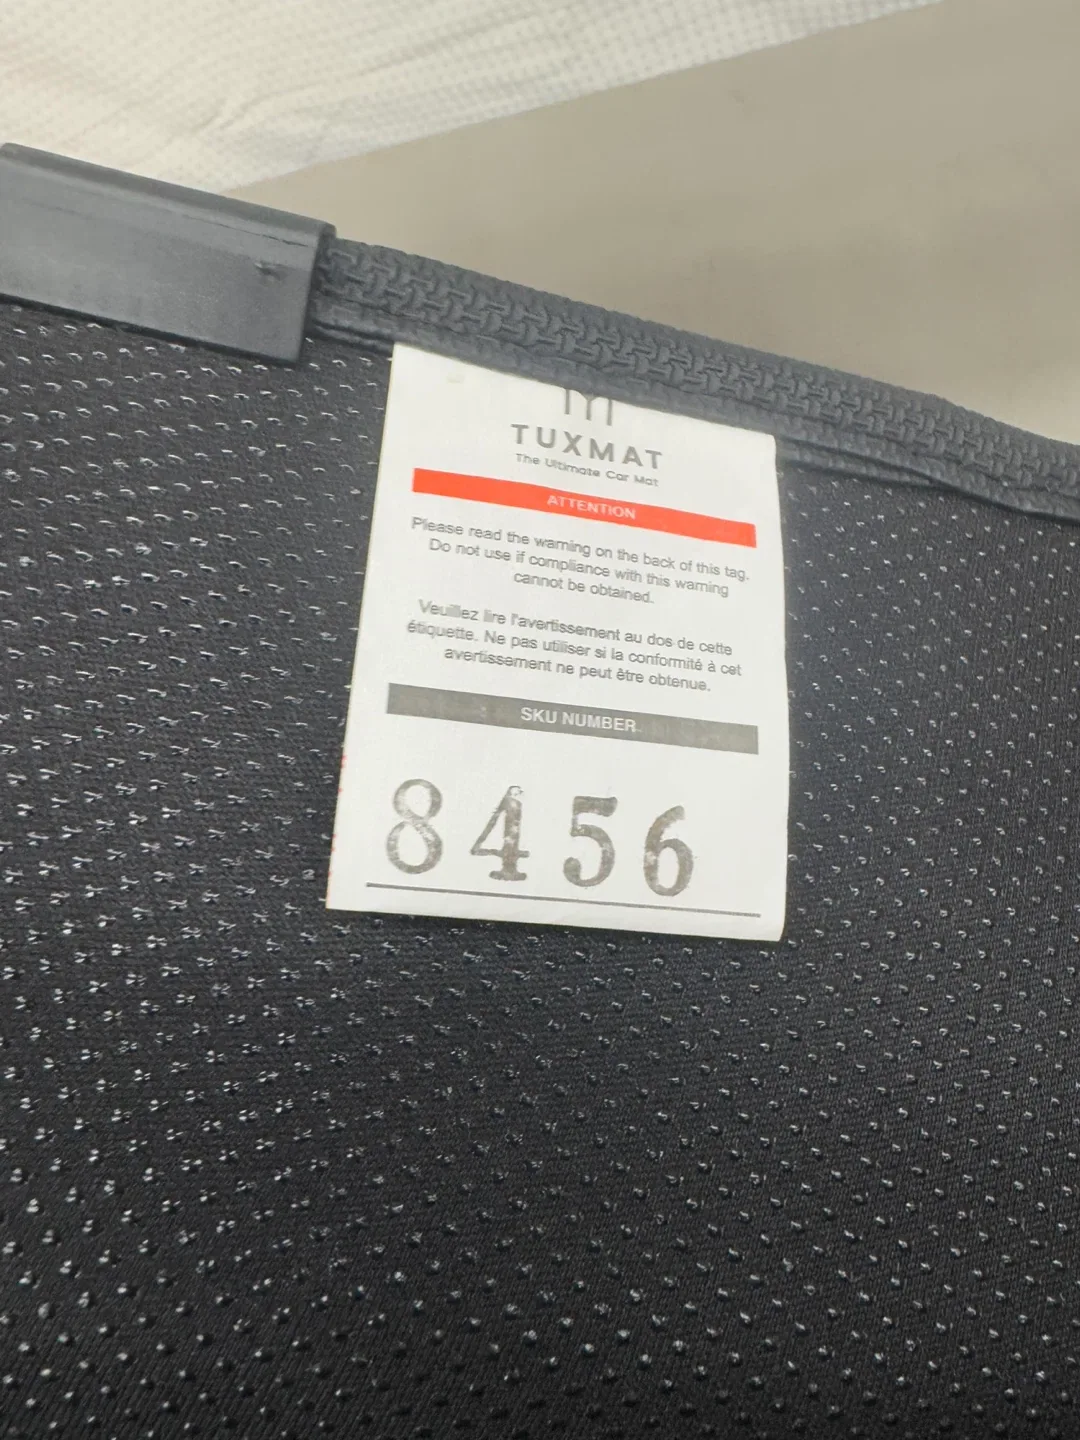 TUXMAT
The Ultimate Car Mat
ATTENTION
Please read the warning on the back of this tag.
Do not use if compliance with this warning
cannot be obtained.
Veuillez lire l'avertissement au dos de cette
étiquette. Ne pas utiliser si la conformité à cet
avertissement ne peut être obtenue.
SKU NUMBER
8456